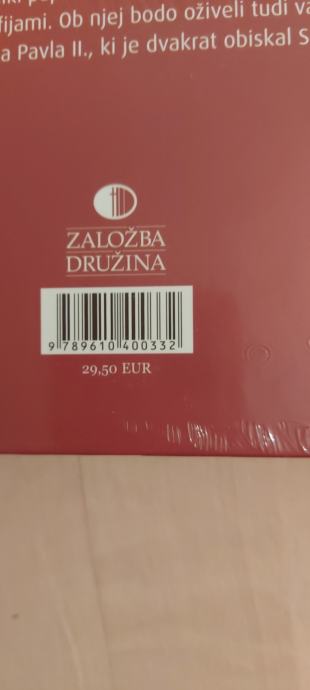 fijami. Ob njej bodo oživeli tudi
a Pavla II., ki je dvakrat obiskal S
ZALOŽBA
DRUŽINA
9 789610 400332
29,50 EUR